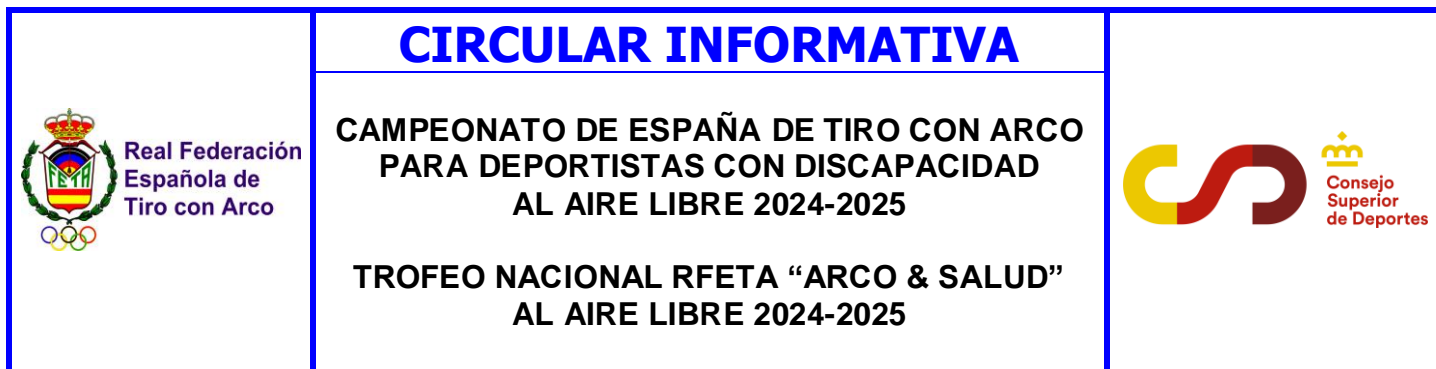 CIRCULAR INFORMATIVA
Real Federación
Española de
Tiro con Arco
FETA
CAMPEONATO DE ESPAÑA DE TIRO CON ARCO
PARA DEPORTISTAS CON DISCAPACIDAD
AL AIRE LIBRE 2024-2025
TROFEO NACIONAL RFETA “ARCO & SALUD”
AL AIRE LIBRE 2024-2025
Consejo
Superior
de Deportes